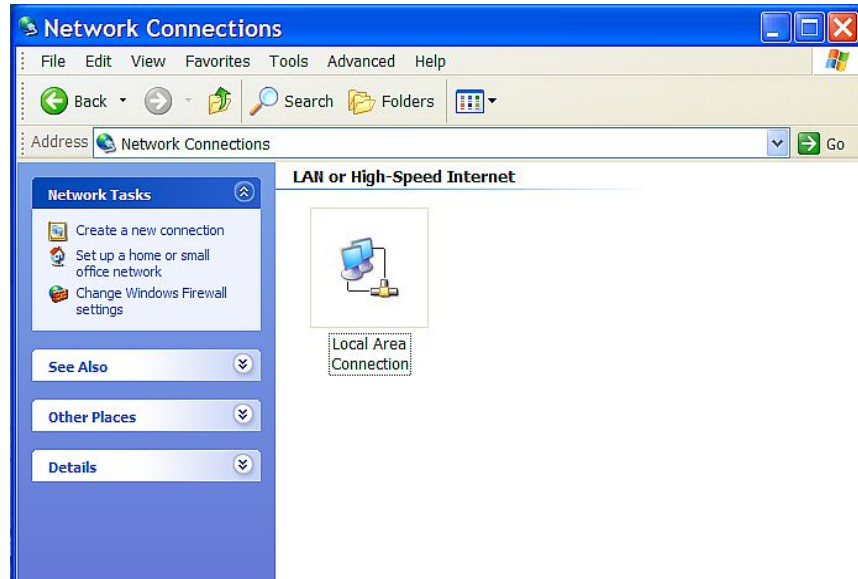 Network Connections
File Edit View Favorites Tools Advanced Help
Back Search Folders
Address Network Connections Go
Network Tasks
Create a new connection
Set up a home or small
office network
Change Windows Firewall
settings
See Also
Other Places
Details
LAN or High-Speed Internet
Local Area
Connection